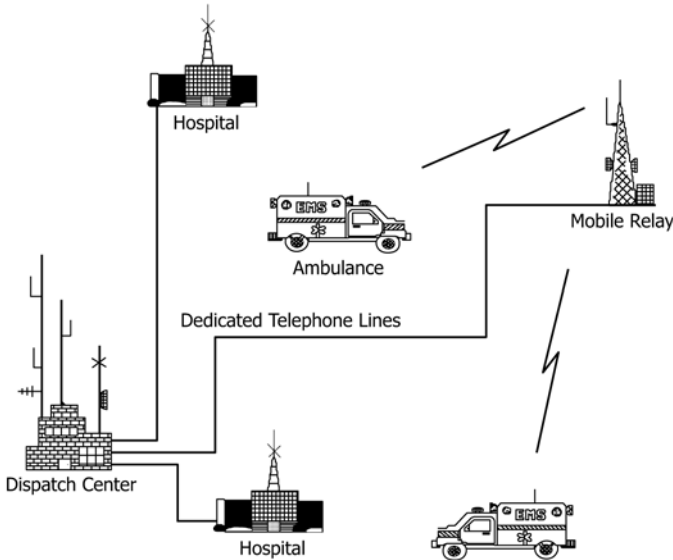 Hospital
Mobile Relay
EMS
Ambulance
Dedicated Telephone Lines
Dispatch Center
EMS
Hospital